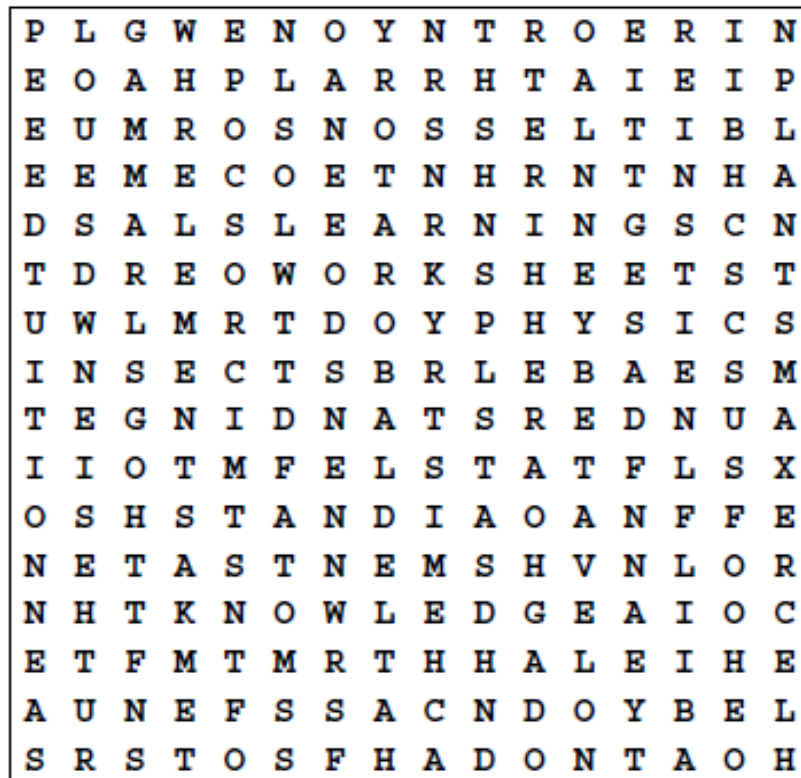 P L G W E N O Y N T R O E R I N
E O A H P L A R R H T A I E I P
E U M R O S N O S S E L T I B L
E E M E C O E T N H R N T N H A
D S A L S L E A R N I N G S C N
T D R E O W O R K S H E E T S T
U W L M R T D O Y P H Y S I C S
I N S E C T S B R L E B A E S M
T E G N I D N A T S R E D N U A
I I O T M F E L S T A T F L S X
O S H S T A N D I A O A N F F E
N E T A S T N E M S H V N L O R
N H T K N O W L E D G E A I O C
E T F M T M R T H H A L E I H E
A U N E F S S A C N D O Y B E L
S R S T O S F H A D O N T A O H